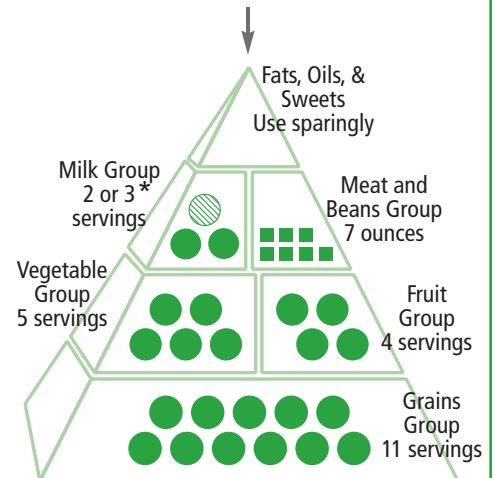 Fats, Oils, &
Sweets
Use sparingly
Milk Group
2 or 3*
servings
Meat and
Beans Group
7 ounces
Vegetable
Group
5 servings
Fruit
Group
4 servings
Grains
Group
11 servings